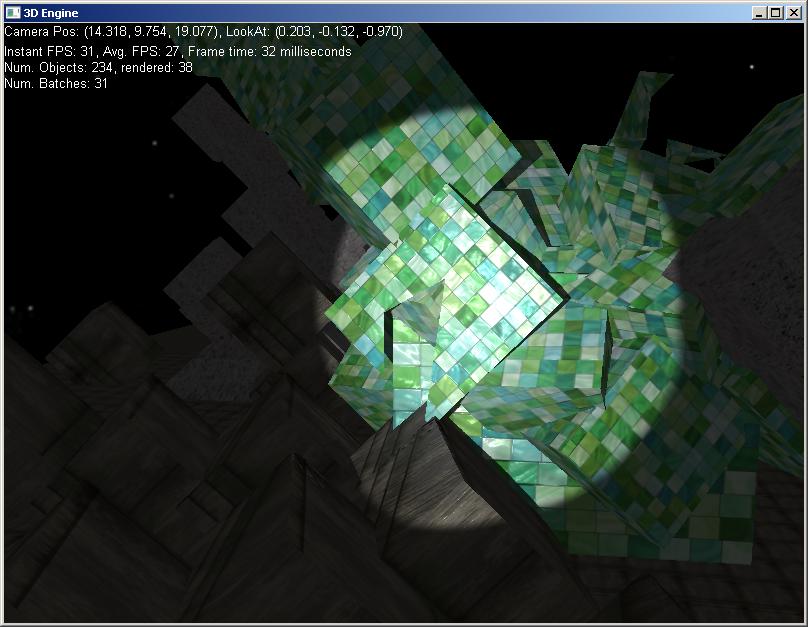 3D Engine
Camera Pos: (14.318, 9.754, 19.077), LookAt: (0.203, -0.132, -0.970)
Instant FPS: 31, Avg. FPS: 27, Frame time: 32 milliseconds
Num. Objects: 234, rendered: 38
Num. Batches: 31